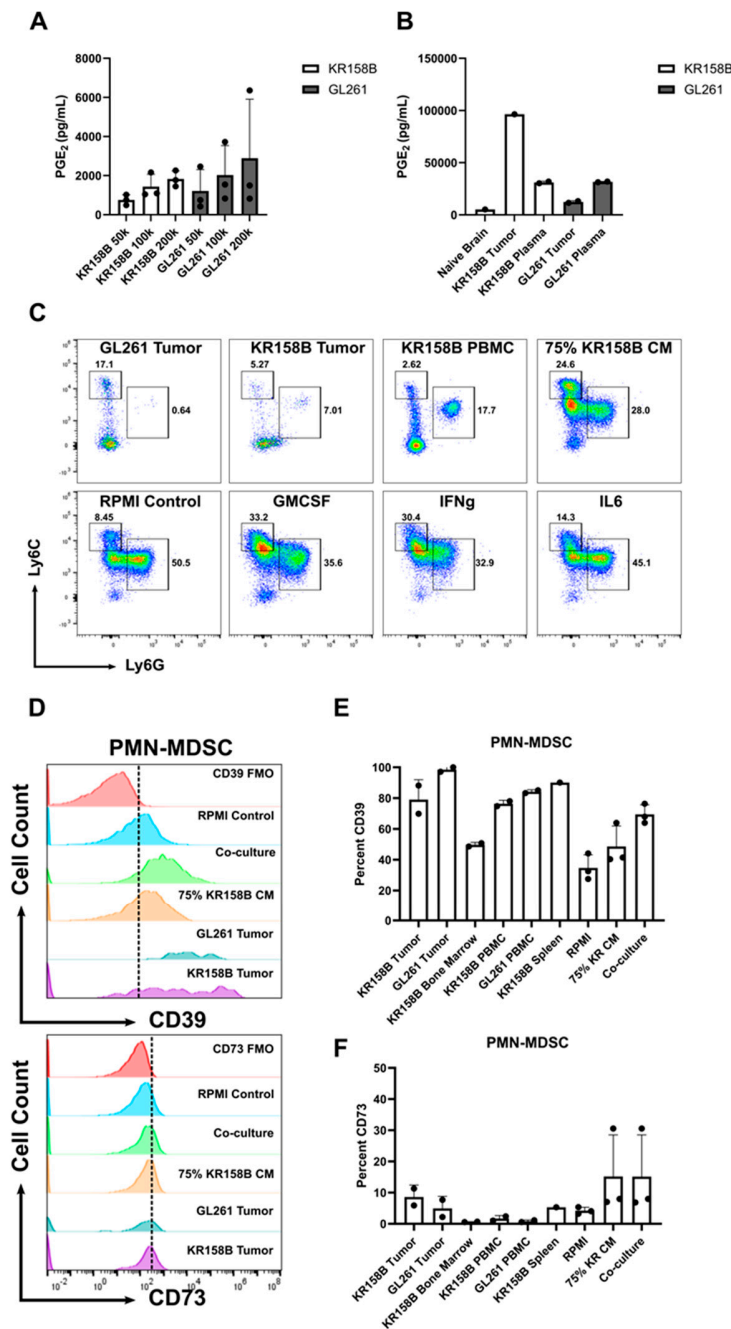 A
PGE2 (pg/mL)
8000
6000
4000
2000
0
KR158B 50k
KR158B 100k
KR158B 200k
GL261 50k
GL261 100k
GL261 200k
KR158B
GL261
B
PGE2 (pg/mL)
150000
100000
50000
0
Naive Brain
KR158B Tumor
KR158B Plasma
GL261 Tumor
GL261 Plasma
KR158B
GL261
C
GL261 Tumor
17.1
0.64
KR158B Tumor
5.27
7.01
KR158B PBMC
2.62
17.7
75% KR158B CM
24.6
28.0
RPMI Control
8.45
50.5
GMCSF
33.2
35.6
IFNg
30.4
32.9
IL6
14.3
45.1
Ly6C
Ly6G
D
PMN-MDSC
Cell Count
CD39 FMO
RPMI Control
Co-culture
75% KR158B CM
GL261 Tumor
KR158B Tumor
CD39
Cell Count
CD73 FMO
RPMI Control
Co-culture
75% KR158B CM
GL261 Tumor
KR158B Tumor
10-2 100 102 104 106
CD73
E
PMN-MDSC
Percent CD39
100
80
60
40
20
0
KR158B Tumor
GL261 Tumor
KR158B Bone Marrow
KR158B PBMC
GL261 PBMC
KR158B Spleen
RPMI
75% KR CM
Co-culture
F
PMN-MDSC
Percent CD73
50
40
30
20
10
0
KR158B Tumor
GL261 Tumor
KR158B Bone Marrow
KR158B PBMC
GL261 PBMC
KR158B Spleen
RPMI
75% KR CM
Co-culture